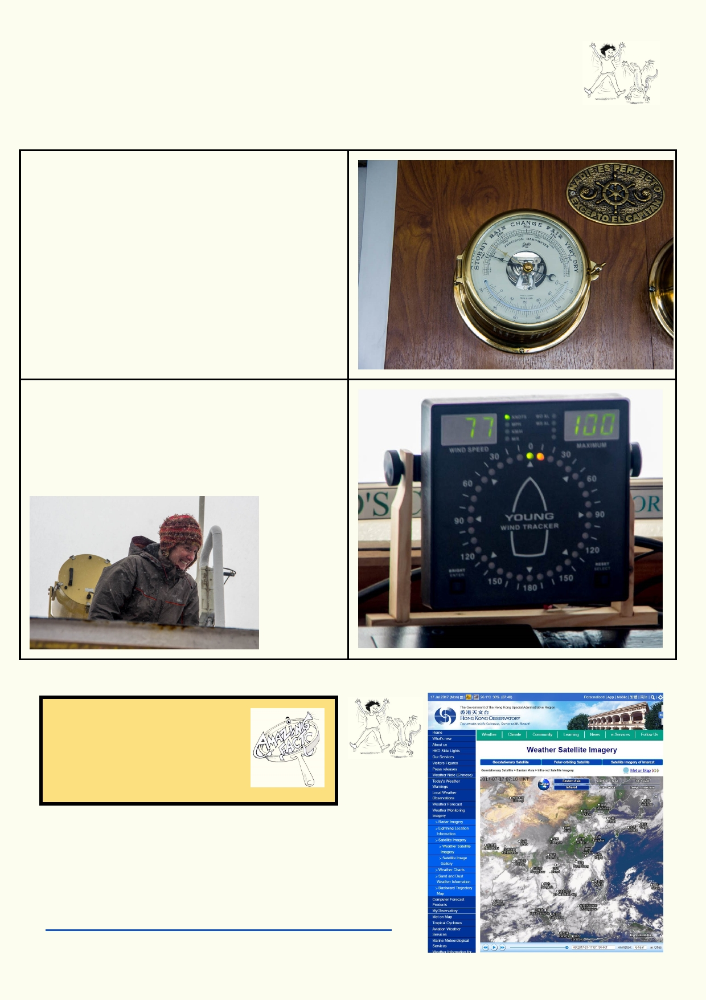 NADIE ES PERFECTO
EXCEPTO EL CAPITAN
STORMY RAIN CHANGE FAIR VERY DRY
740 750 760 770 780
PRECISION BAROMETER
77
KNOTS
MPH
100
WIND SPEED
MAXIMUM
0
30 30
60 60
90 90
120 120
150 150
180
YOUNG
WIND TRACKER
BRIGHT
ENTER
RESET
SELECT
AMAZING
FACTS
17 Jul 2017 (Mon) 26.1°C 95% (07:40)
Personalised | App | Mobile | 繁體 | 简体 |
The Government of the Hong Kong Special Administrative Region
香港天文台
HONG KONG OBSERVATORY
Innovate with Science, Serve with Heart
Home
What's new
About us
HKO Side Lights
Our Services
Visitors Figures
Press releases
Weather Note (Chinese)
Today's Weather
Warnings
Local Weather
Observations
Weather Forecast
Weather Monitoring
Imagery
> Radar Imagery
> Lightning Location
Information
> Satellite Imagery
> Weather Satellite
Imagery
> Satellite Image
Gallery
> Weather Charts
> Sand and Dust
Weather Information
> Backward Trajectory
Map
Computer Forecast
Products
MyObservatory
Met on Map
Tropical Cyclones
Aviation Weather
Services
Marine Meteorological
Services
Weather Information for
Weather | Climate | Community | Learning | News | e-Services | Follow Us
Weather Satellite Imagery
Geostationary Satellite Polar-orbiting Satellite Satellite Imagery of Interest
Geostationary Satellite > Eastern Asia > Infra-red Satellite Imagery
Met on Map
2017-07-17 07:10 HKT
Global
Eastern Asia Southern China GD Coast
Infrared True Colour Deep Convection
High Resolution
H8 2017-07-17 07:10 HKT Animation: 6-hour Cities